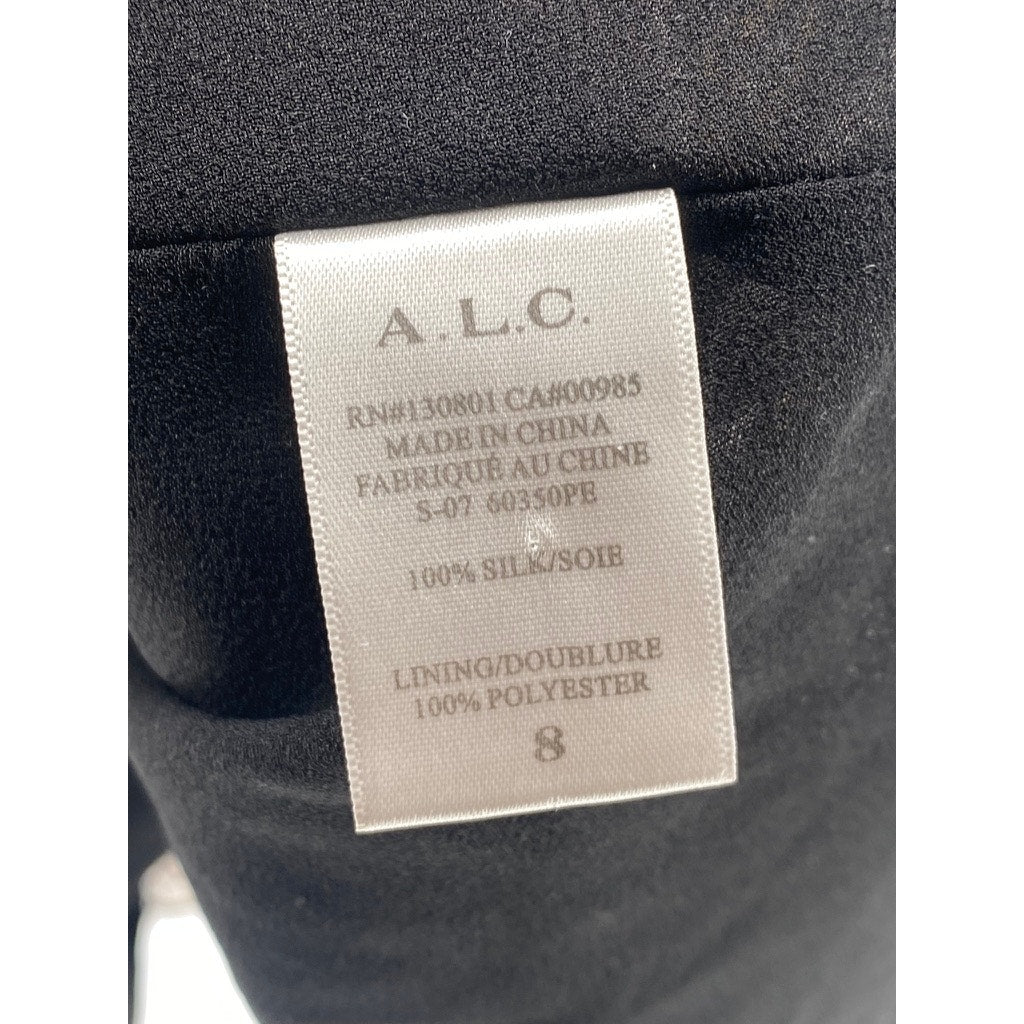 A.L.C.
RN#130801 CA#00985
MADE IN CHINA
FABRIQUÉ AU CHINE
S-07 60350PE
100% SILK/SOIE
LINING/DOUBLURE
100% POLYESTER
8